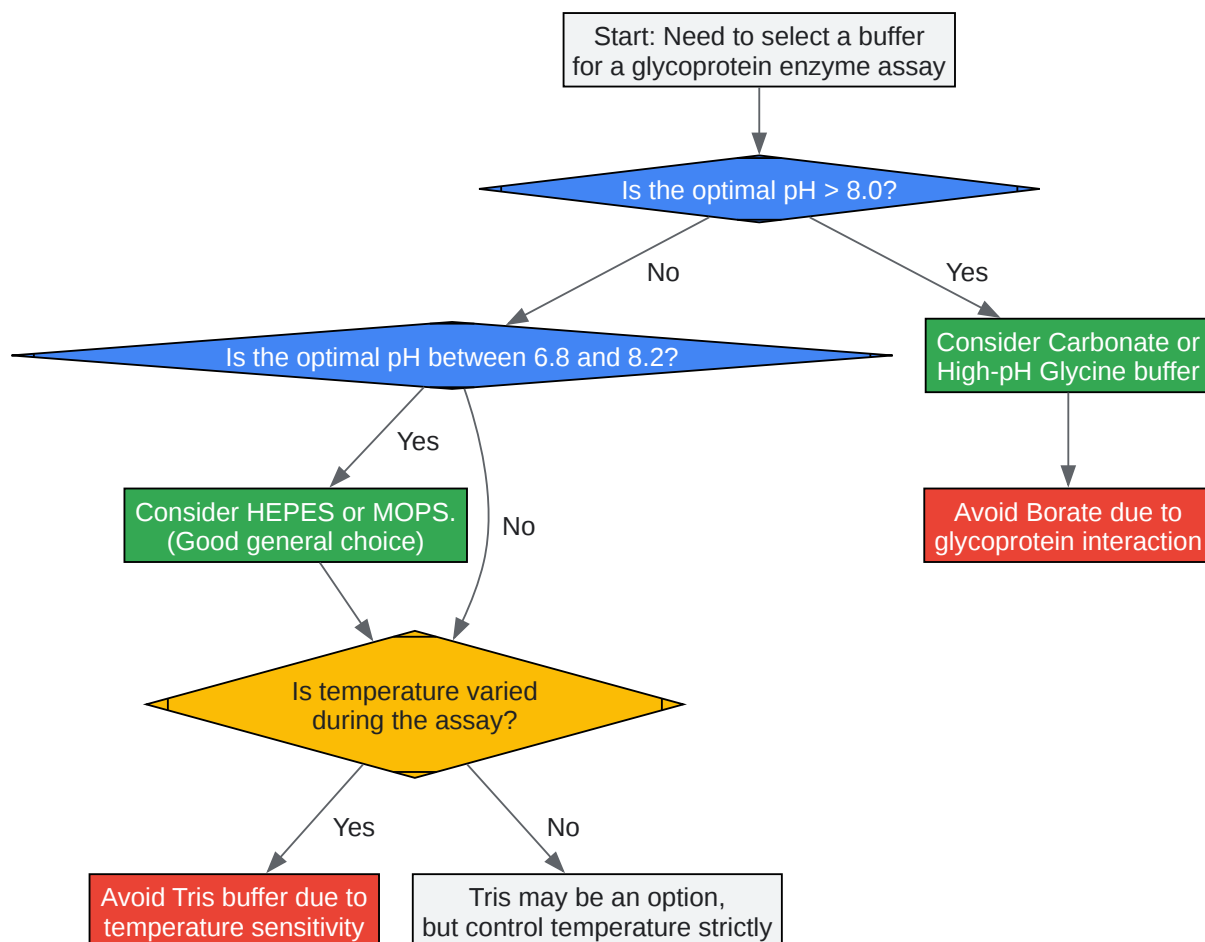 Start: Need to select a buffer
for a glycoprotein enzyme assay
Is the optimal pH > 8.0?
No
Yes
Is the optimal pH between 6.8 and 8.2?
Consider Carbonate or
High-pH Glycine buffer
Yes
No
Consider HEPES or MOPS.
(Good general choice)
Avoid Borate due to
glycoprotein interaction
Is temperature varied
during the assay?
Yes
No
Avoid Tris buffer due to
temperature sensitivity
Tris may be an option,
but control temperature strictly